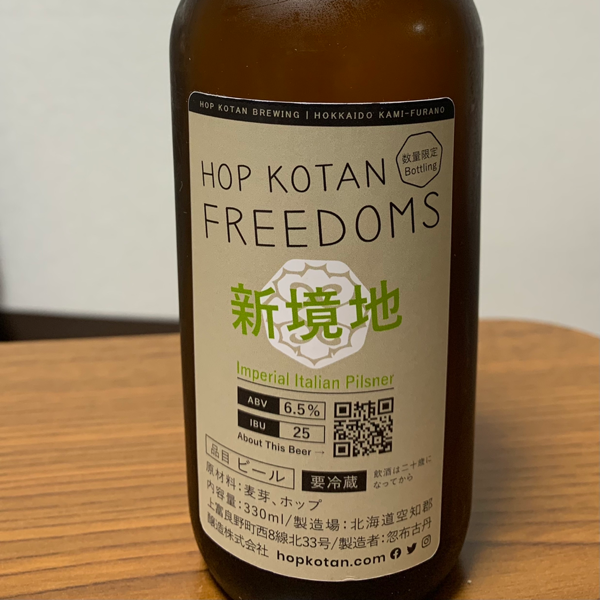 HOP KOTAN BREWING | HOKKAIDO KAMI-FURANO
数量限定
Bottling
HOP KOTAN
FREEDOMS
新境地
Imperial Italian Pilsner
ABV 6.5%
IBU 25
About This Beer →
品目 ビール 要冷蔵 飲酒は二十歳に
なってから
原材料:麦芽、ホップ
内容量:330ml/製造場:北海道空知郡
上富良野町西8線北33号/製造者:忽布古丹
醸造株式会社 hopkotan.com